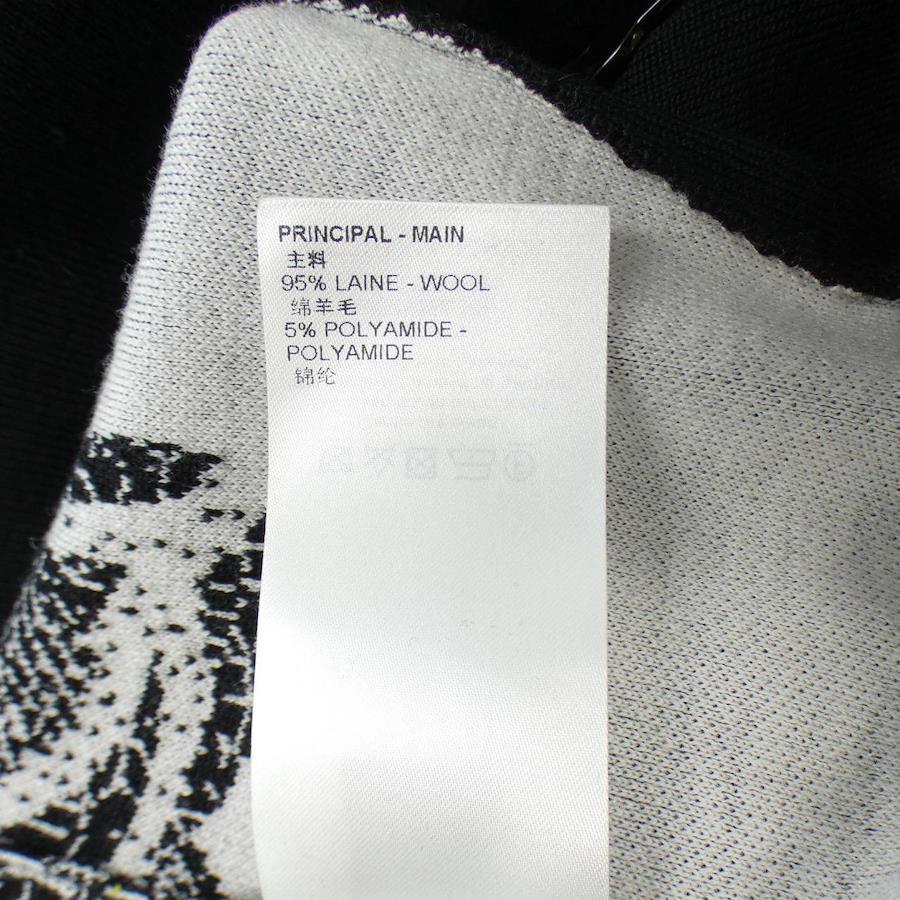 PRINCIPAL - MAIN
主料
95% LAINE - WOOL
绵羊毛
5% POLYAMIDE -
POLYAMIDE
锦纶